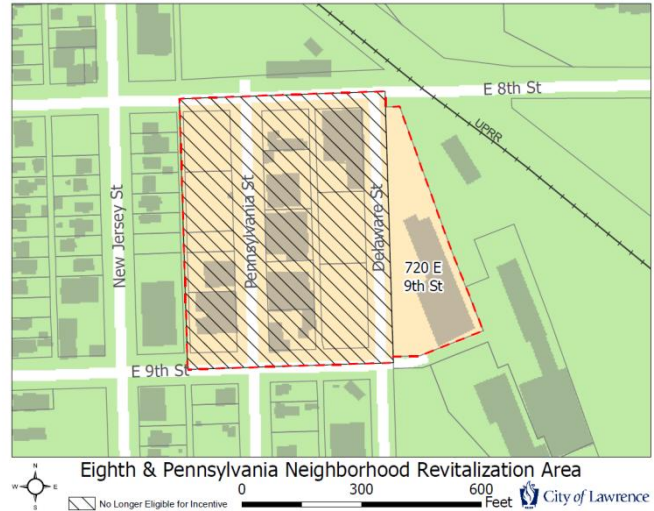 E 8th St
UPRR
New Jersey St
Pennsylvania St
Delaware St
720 E
9th St
E 9th St
Eighth & Pennsylvania Neighborhood Revitalization Area
N
W
E
S
No Longer Eligible for Incentive
0
300
600
Feet
City of Lawrence